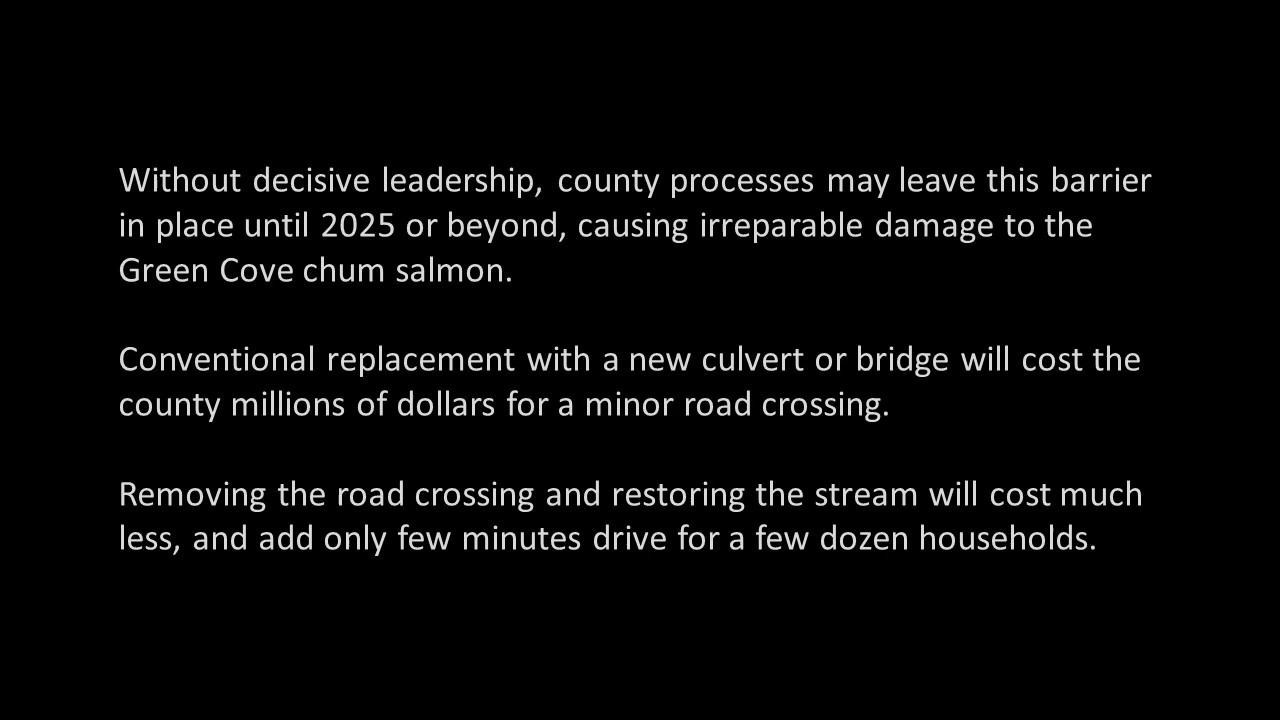 Without decisive leadership, county processes may leave this barrier
in place until 2025 or beyond, causing irreparable damage to the
Green Cove chum salmon.
Conventional replacement with a new culvert or bridge will cost the
county millions of dollars for a minor road crossing.
Removing the road crossing and restoring the stream will cost much
less, and add only few minutes drive for a few dozen households.